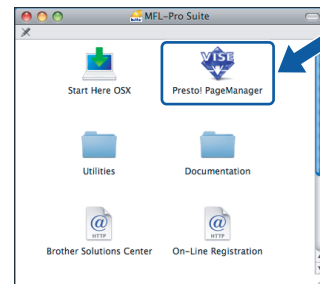 MFL-Pro Suite
VISE
Start Here OSX
Presto! PageManager
Utilities
Documentation
@
HTTP
@
HTTP
Brother Solutions Center
On-Line Registration